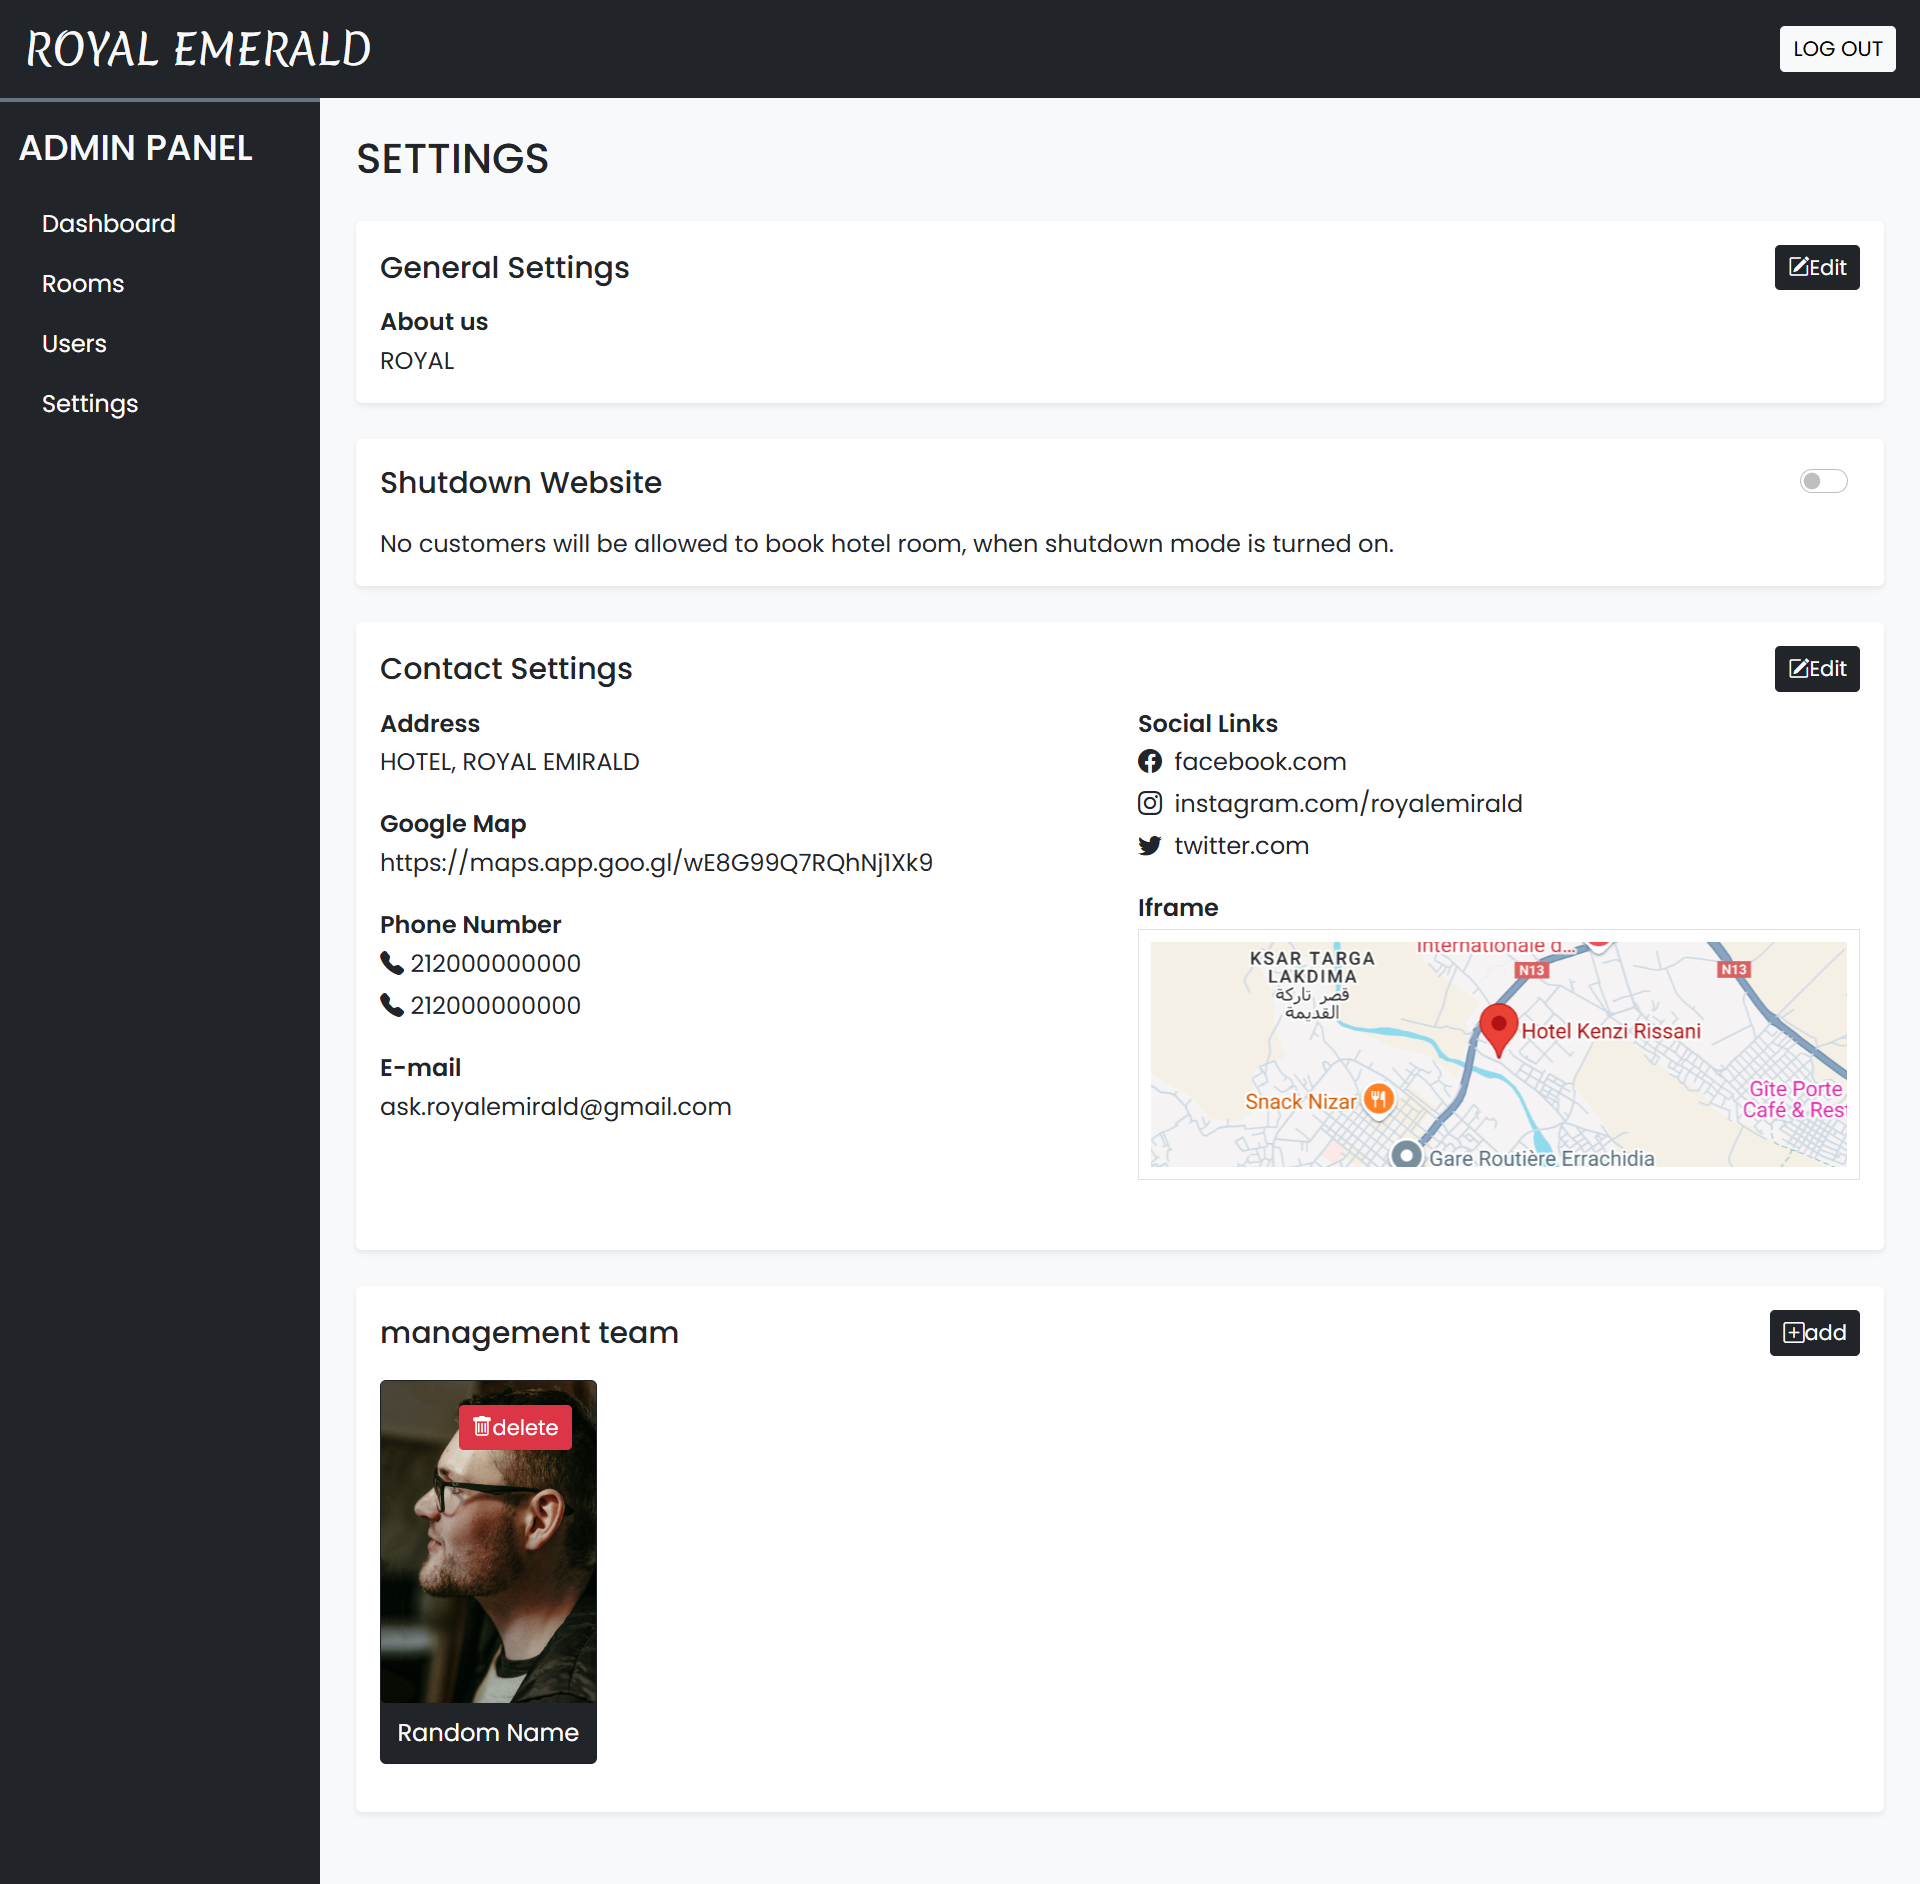 ROYAL EMERALD
LOG OUT
ADMIN PANEL
Dashboard
Rooms
Users
Settings
SETTINGS
General Settings
Edit
About us
ROYAL
Shutdown Website
No customers will be allowed to book hotel room, when shutdown mode is turned on.
Contact Settings
Edit
Address
HOTEL, ROYAL EMIRALD
Google Map
https://maps.app.goo.gl/wE8G99Q7RQhNj1Xk9
Phone Number
212000000000
212000000000
E-mail
ask.royalemirald@gmail.com
Social Links
facebook.com
instagram.com/royalemirald
twitter.com
Iframe
Internationale d...
KSAR TARGA
LAKDIMA
قصر تاركة
القديمة
N13
N13
Hotel Kenzi Rissani
Snack Nizar
Gîte Porte
Café & Rest
Gare Routière Errachidia
management team
add
delete
Random Name